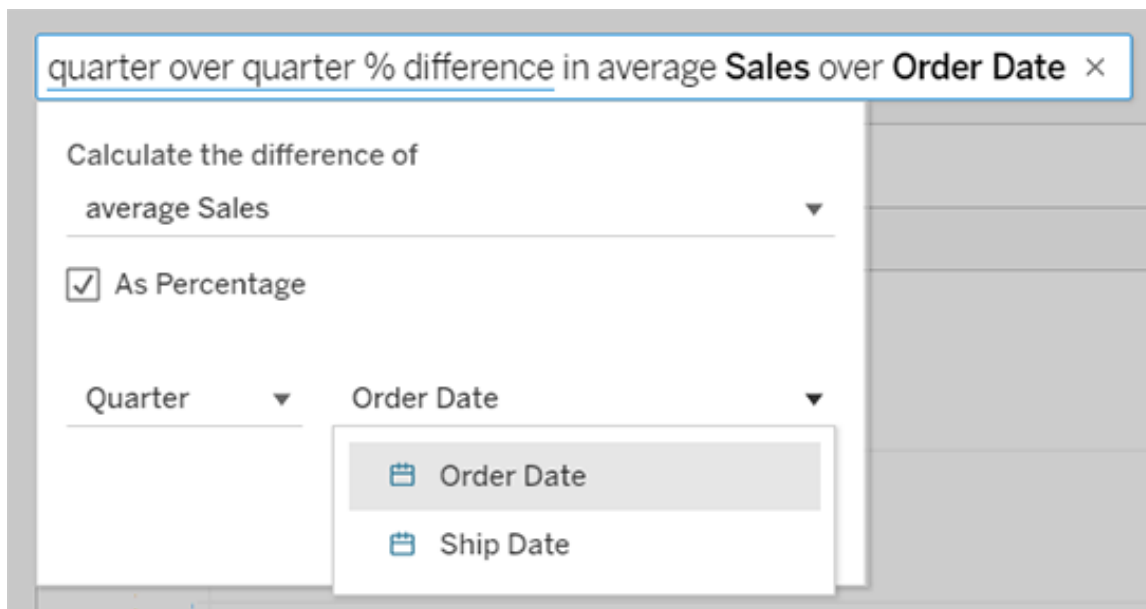 quarter over quarter % difference in average Sales over Order Date ×
Calculate the difference of
average Sales
As Percentage
Quarter Order Date
Order Date
Ship Date